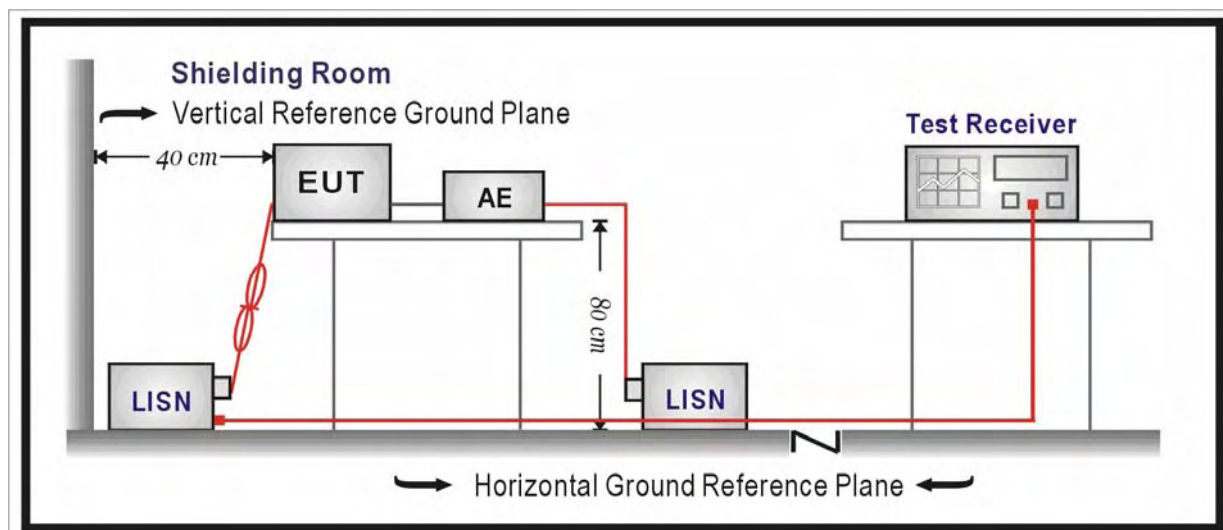 Shielding Room
Vertical Reference Ground Plane
40 cm
EUT
AE
Test Receiver
80 cm
LISN
LISN
Horizontal Ground Reference Plane